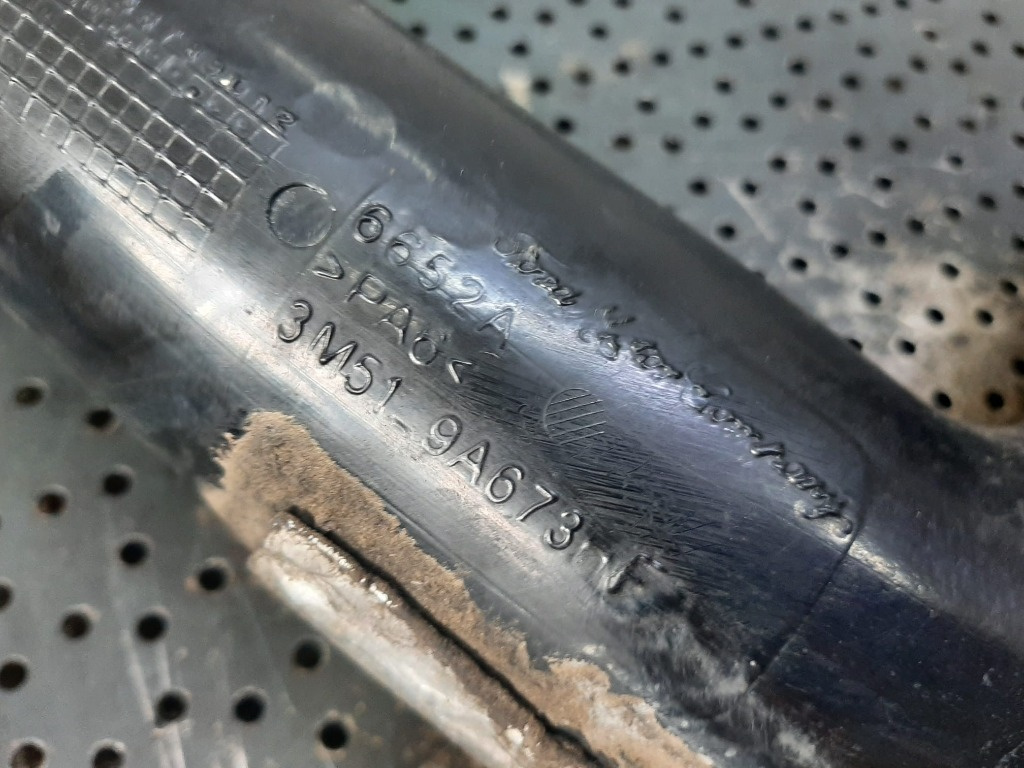 6652A
>PA6<
3M51-9A673
Ford Motor Company